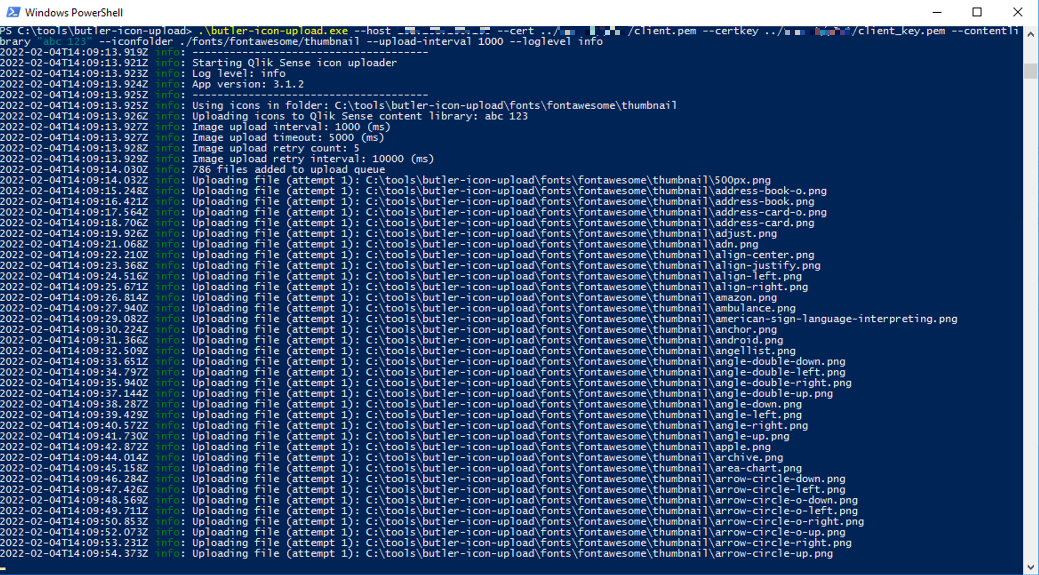 Windows PowerShell
PS C:\tools\butler-icon-upload> .\butler-icon-upload.exe --host --cert ../ /client.pem --certkey ../ /client_key.pem --contentli
brary "abc 123" --iconfolder ./fonts/fontawesome/thumbnail --upload-interval 1000 --loglevel info
2022-02-04T14:09:13.919Z info: -------------------------------------
2022-02-04T14:09:13.921Z info: Starting Qlik Sense icon uploader
2022-02-04T14:09:13.923Z info: Log level: info
2022-02-04T14:09:13.924Z info: App version: 3.1.2
2022-02-04T14:09:13.925Z info: -------------------------------------
2022-02-04T14:09:13.925Z info: Using icons in folder: C:\tools\butler-icon-upload\fonts\fontawesome\thumbnail
2022-02-04T14:09:13.926Z info: Uploading icons to Qlik Sense content library: abc 123
2022-02-04T14:09:13.927Z info: Image upload interval: 1000 (ms)
2022-02-04T14:09:13.927Z info: Image upload timeout: 5000 (ms)
2022-02-04T14:09:13.928Z info: Image upload retry count: 5
2022-02-04T14:09:13.929Z info: Image upload retry interval: 10000 (ms)
2022-02-04T14:09:14.030Z info: 786 files added to upload queue
2022-02-04T14:09:14.032Z info: Uploading file (attempt 1): C:\tools\butler-icon-upload\fonts\fontawesome\thumbnail\500px.png
2022-02-04T14:09:15.248Z info: Uploading file (attempt 1): C:\tools\butler-icon-upload\fonts\fontawesome\thumbnail\address-book-o.png
2022-02-04T14:09:16.421Z info: Uploading file (attempt 1): C:\tools\butler-icon-upload\fonts\fontawesome\thumbnail\address-book.png
2022-02-04T14:09:17.564Z info: Uploading file (attempt 1): C:\tools\butler-icon-upload\fonts\fontawesome\thumbnail\address-card-o.png
2022-02-04T14:09:18.706Z info: Uploading file (attempt 1): C:\tools\butler-icon-upload\fonts\fontawesome\thumbnail\address-card.png
2022-02-04T14:09:19.926Z info: Uploading file (attempt 1): C:\tools\butler-icon-upload\fonts\fontawesome\thumbnail\adjust.png
2022-02-04T14:09:21.068Z info: Uploading file (attempt 1): C:\tools\butler-icon-upload\fonts\fontawesome\thumbnail\adn.png
2022-02-04T14:09:22.210Z info: Uploading file (attempt 1): C:\tools\butler-icon-upload\fonts\fontawesome\thumbnail\align-center.png
2022-02-04T14:09:23.368Z info: Uploading file (attempt 1): C:\tools\butler-icon-upload\fonts\fontawesome\thumbnail\align-justify.png
2022-02-04T14:09:24.516Z info: Uploading file (attempt 1): C:\tools\butler-icon-upload\fonts\fontawesome\thumbnail\align-left.png
2022-02-04T14:09:25.671Z info: Uploading file (attempt 1): C:\tools\butler-icon-upload\fonts\fontawesome\thumbnail\align-right.png
2022-02-04T14:09:26.814Z info: Uploading file (attempt 1): C:\tools\butler-icon-upload\fonts\fontawesome\thumbnail\amazon.png
2022-02-04T14:09:27.940Z info: Uploading file (attempt 1): C:\tools\butler-icon-upload\fonts\fontawesome\thumbnail\ambulance.png
2022-02-04T14:09:29.082Z info: Uploading file (attempt 1): C:\tools\butler-icon-upload\fonts\fontawesome\thumbnail\american-sign-language-interpreting.png
2022-02-04T14:09:30.224Z info: Uploading file (attempt 1): C:\tools\butler-icon-upload\fonts\fontawesome\thumbnail\anchor.png
2022-02-04T14:09:31.366Z info: Uploading file (attempt 1): C:\tools\butler-icon-upload\fonts\fontawesome\thumbnail\android.png
2022-02-04T14:09:32.509Z info: Uploading file (attempt 1): C:\tools\butler-icon-upload\fonts\fontawesome\thumbnail\angellist.png
2022-02-04T14:09:33.651Z info: Uploading file (attempt 1): C:\tools\butler-icon-upload\fonts\fontawesome\thumbnail\angle-double-down.png
2022-02-04T14:09:34.797Z info: Uploading file (attempt 1): C:\tools\butler-icon-upload\fonts\fontawesome\thumbnail\angle-double-left.png
2022-02-04T14:09:35.940Z info: Uploading file (attempt 1): C:\tools\butler-icon-upload\fonts\fontawesome\thumbnail\angle-double-right.png
2022-02-04T14:09:37.144Z info: Uploading file (attempt 1): C:\tools\butler-icon-upload\fonts\fontawesome\thumbnail\angle-double-up.png
2022-02-04T14:09:38.287Z info: Uploading file (attempt 1): C:\tools\butler-icon-upload\fonts\fontawesome\thumbnail\angle-down.png
2022-02-04T14:09:39.429Z info: Uploading file (attempt 1): C:\tools\butler-icon-upload\fonts\fontawesome\thumbnail\angle-left.png
2022-02-04T14:09:40.572Z info: Uploading file (attempt 1): C:\tools\butler-icon-upload\fonts\fontawesome\thumbnail\angle-right.png
2022-02-04T14:09:41.730Z info: Uploading file (attempt 1): C:\tools\butler-icon-upload\fonts\fontawesome\thumbnail\angle-up.png
2022-02-04T14:09:42.872Z info: Uploading file (attempt 1): C:\tools\butler-icon-upload\fonts\fontawesome\thumbnail\apple.png
2022-02-04T14:09:44.014Z info: Uploading file (attempt 1): C:\tools\butler-icon-upload\fonts\fontawesome\thumbnail\archive.png
2022-02-04T14:09:45.158Z info: Uploading file (attempt 1): C:\tools\butler-icon-upload\fonts\fontawesome\thumbnail\area-chart.png
2022-02-04T14:09:46.284Z info: Uploading file (attempt 1): C:\tools\butler-icon-upload\fonts\fontawesome\thumbnail\arrow-circle-down.png
2022-02-04T14:09:47.426Z info: Uploading file (attempt 1): C:\tools\butler-icon-upload\fonts\fontawesome\thumbnail\arrow-circle-left.png
2022-02-04T14:09:48.569Z info: Uploading file (attempt 1): C:\tools\butler-icon-upload\fonts\fontawesome\thumbnail\arrow-circle-o-down.png
2022-02-04T14:09:49.711Z info: Uploading file (attempt 1): C:\tools\butler-icon-upload\fonts\fontawesome\thumbnail\arrow-circle-o-left.png
2022-02-04T14:09:50.853Z info: Uploading file (attempt 1): C:\tools\butler-icon-upload\fonts\fontawesome\thumbnail\arrow-circle-o-right.png
2022-02-04T14:09:52.073Z info: Uploading file (attempt 1): C:\tools\butler-icon-upload\fonts\fontawesome\thumbnail\arrow-circle-o-up.png
2022-02-04T14:09:53.231Z info: Uploading file (attempt 1): C:\tools\butler-icon-upload\fonts\fontawesome\thumbnail\arrow-circle-right.png
2022-02-04T14:09:54.373Z info: Uploading file (attempt 1): C:\tools\butler-icon-upload\fonts\fontawesome\thumbnail\arrow-circle-up.png